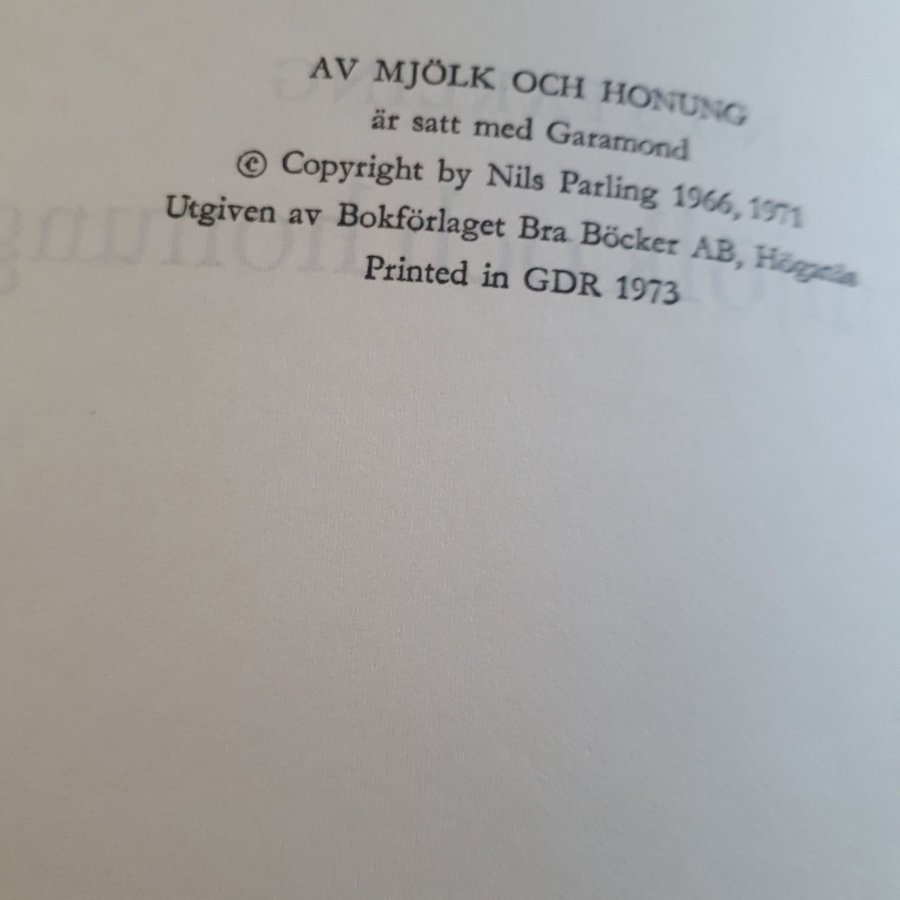 AV MJÖLK OCH HONUNG
är satt med Garamond
© Copyright by Nils Parling 1966, 1971
Utgiven av Bokförlaget Bra Böcker AB, Höganäs
Printed in GDR 1973